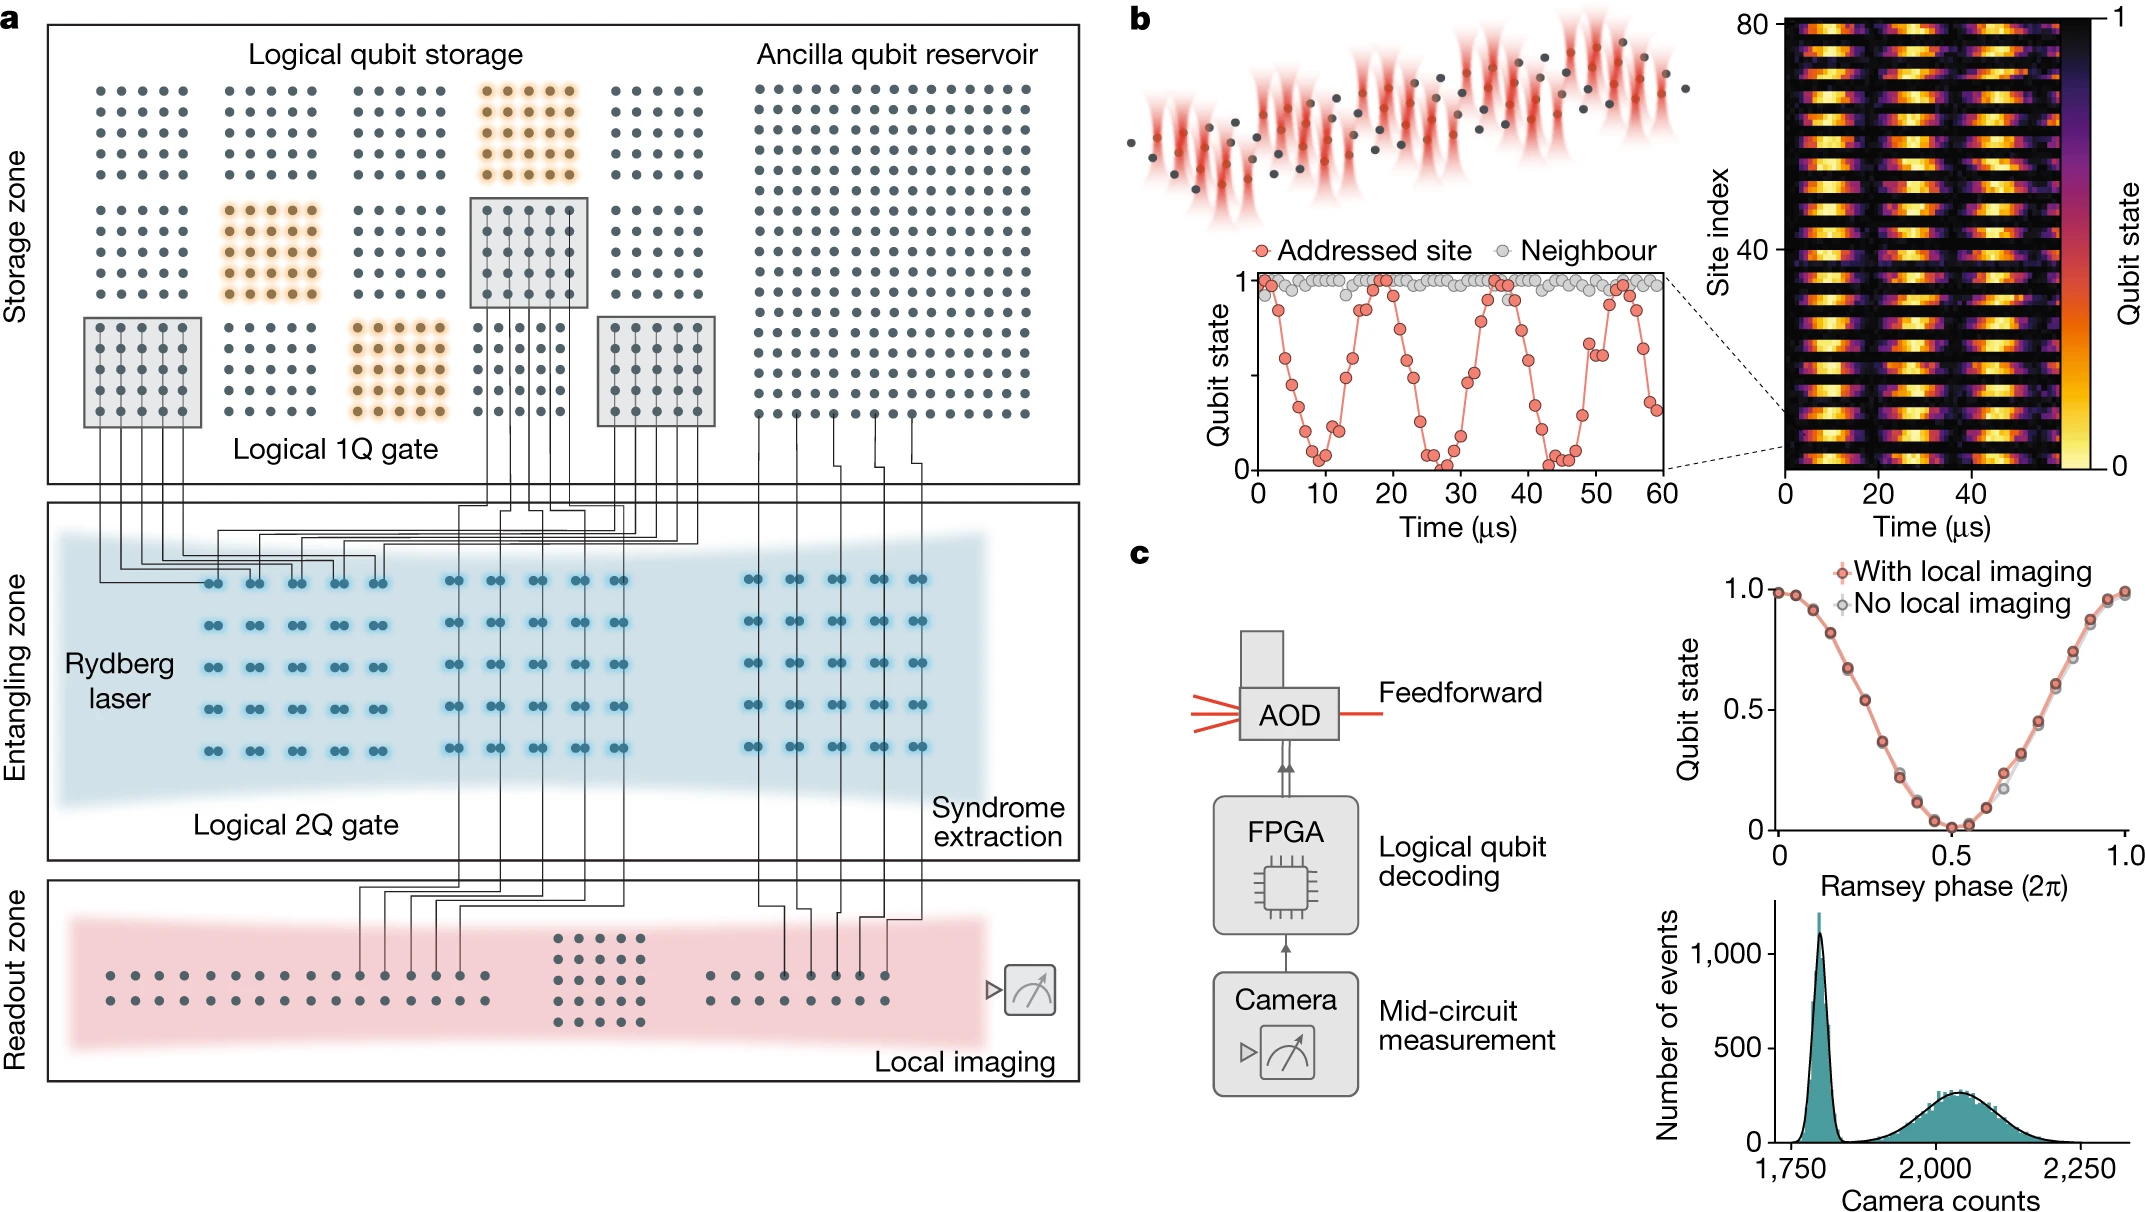 a
Storage zone
Logical qubit storage
Ancilla qubit reservoir
Logical 1Q gate
Entangling zone
Rydberg
laser
Logical 2Q gate
Syndrome
extraction
Readout zone
Local imaging
b
Addressed site
Neighbour
Qubit state
1
0
0
10
20
30
40
50
60
Time (μs)
Site index
80
40
0
20
40
Time (μs)
1
0
Qubit state
c
AOD
Feedforward
FPGA
Logical qubit
decoding
Camera
Mid-circuit
measurement
With local imaging
No local imaging
Qubit state
1.0
0.5
0
0
0.5
1.0
Ramsey phase (2π)
Number of events
1,000
500
0
1,750
2,000
2,250
Camera counts